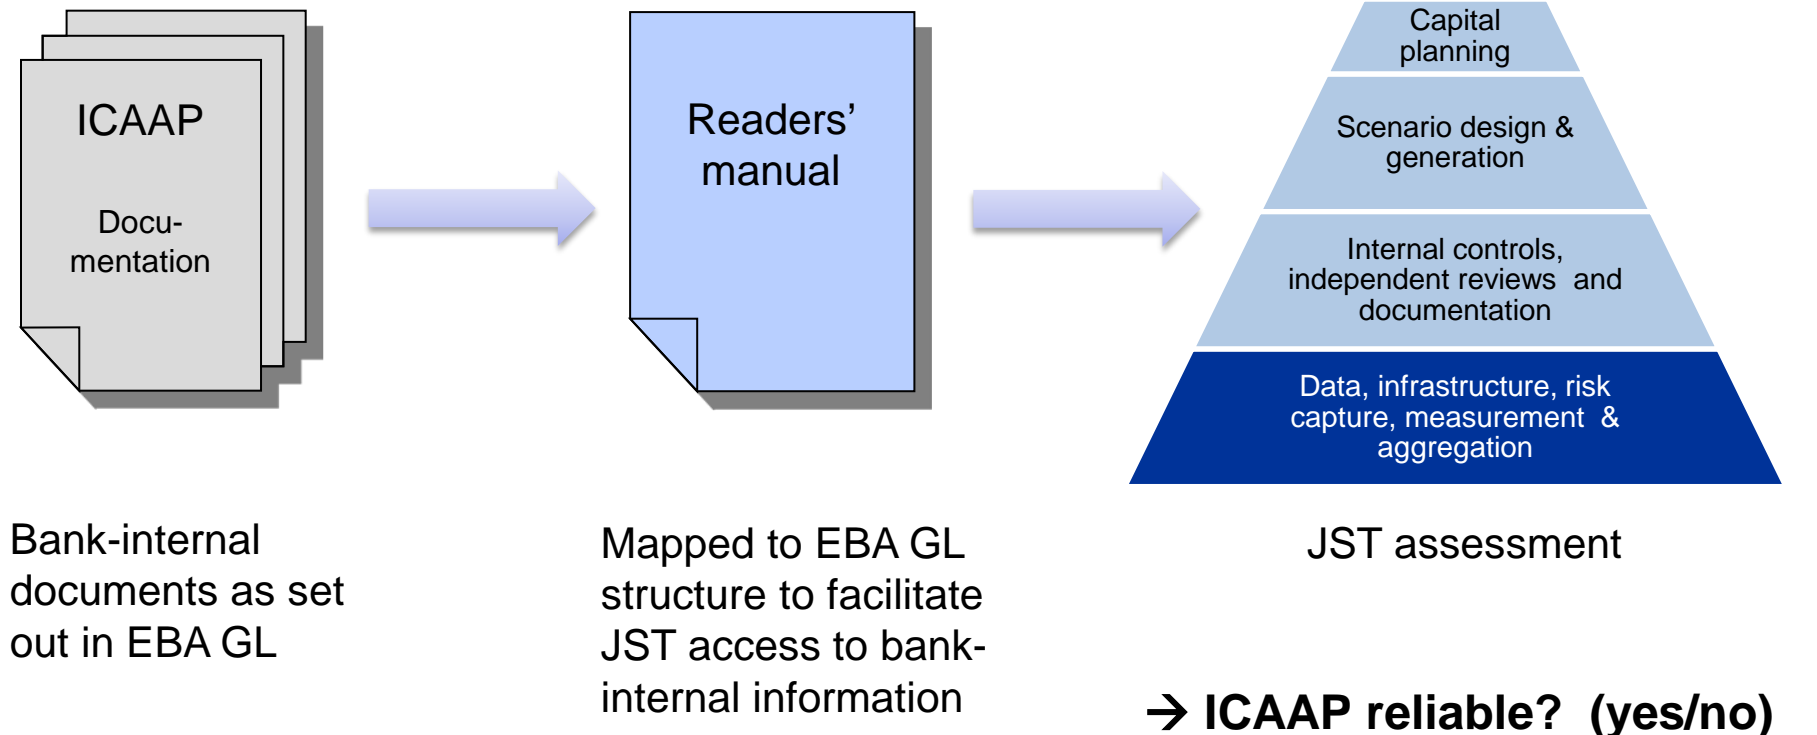 ICAAP
Docu-
mentation
Readers’
manual
Capital
planning
Scenario design &
generation
Internal controls,
independent reviews and
documentation
Data, infrastructure, risk
capture, measurement &
aggregation
Bank-internal
documents as set
out in EBA GL
Mapped to EBA GL
structure to facilitate
JST access to bank-
internal information
JST assessment
→ ICAAP reliable? (yes/no)